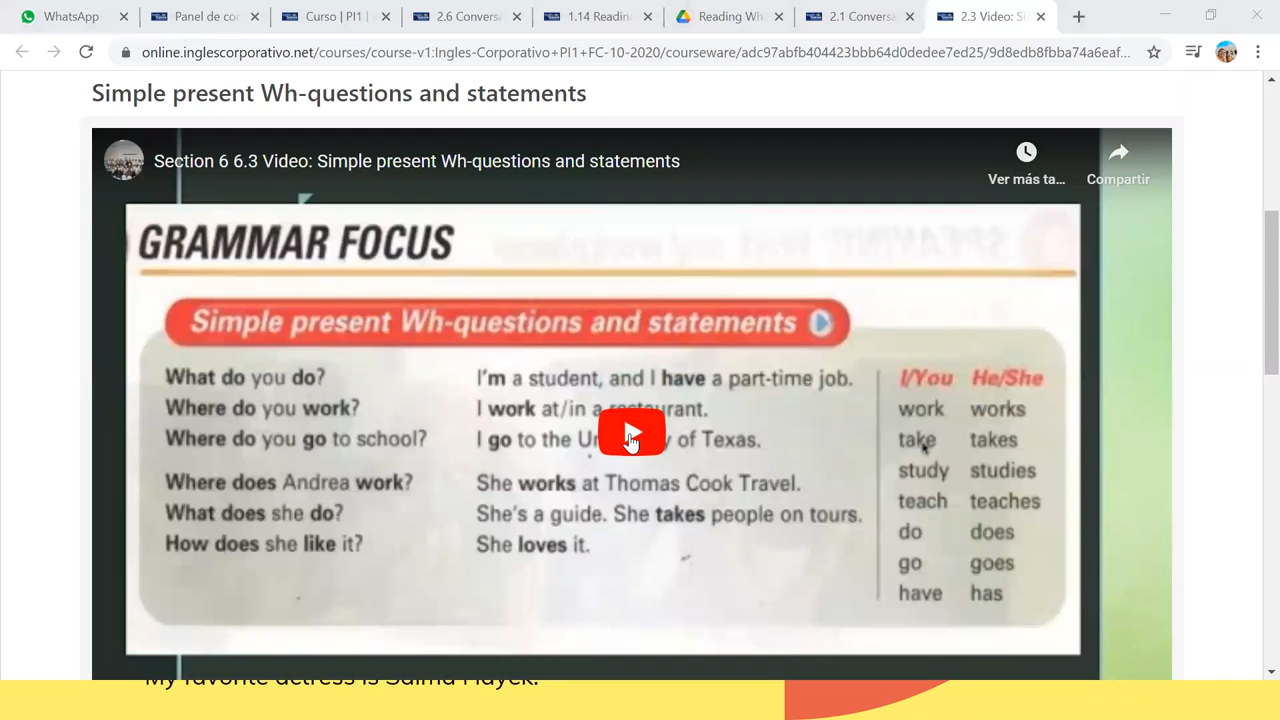 WhatsApp
Panel de cor
Curso | PI1 |
2.6 Conversa
1.14 Readin
Reading Wh
2.1 Conversa
2.3 Video: Si
online.inglescorporativo.net/courses/course-v1:Ingles-Corporativo+PI1+FC-10-2020/courseware/adc97abfb404423bbb64d0dedee7ed25/9d8edb8fbba74a6eaf...
Simple present Wh-questions and statements
Section 6 6.3 Video: Simple present Wh-questions and statements
Ver más ta...
Compartir
GRAMMAR FOCUS
Simple present Wh-questions and statements
What do you do? I'm a student, and I have a part-time job.
Where do you work? I work at/in a restaurant.
Where do you go to school? I go to the of Texas.
Where does Andrea work? She works at Thomas Cook Travel.
What does she do? She's a guide. She takes people on tours.
How does she like it? She loves it.
I/You He/She
work works
take takes
study studies
teach teaches
do does
go goes
have has
My favorite actress is Salma Hayek.